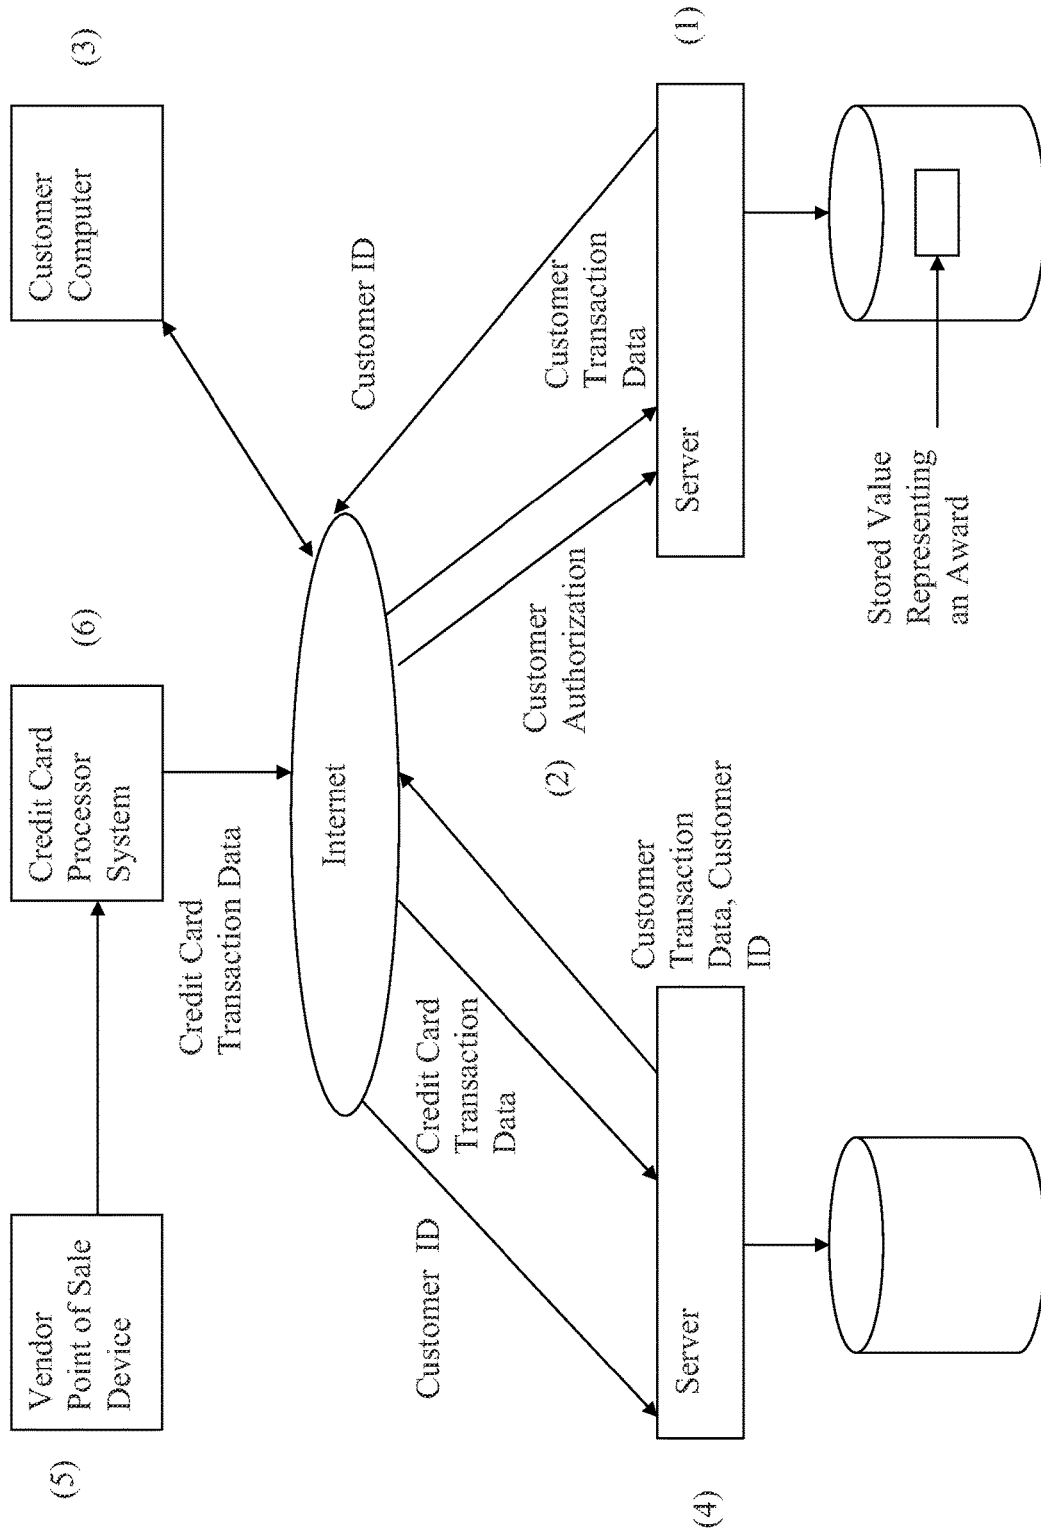 (5)
Vendor
Point of Sale
Device
(6)
Credit Card
Processor
System
(3)
Customer
Computer
Credit Card
Transaction Data
Internet
Customer ID
Customer ID
Credit Card
Transaction
Data
(2)
Customer
Authorization
Customer
Transaction
Data
Customer
Transaction
Data, Customer
ID
(4)
Server
(1)
Server
Stored Value
Representing
an Award